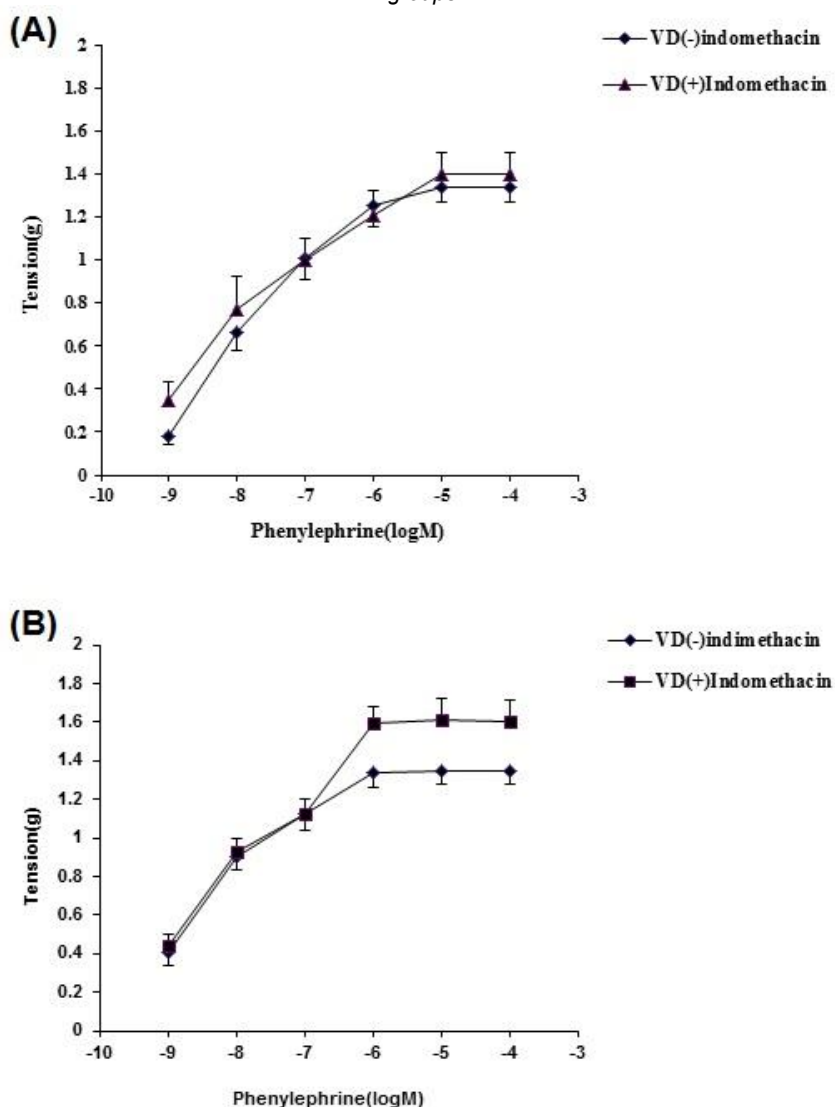 groups
(A)
VD(-)indomethacin
VD(+)Indomethacin
2
1.8
1.6
1.4
1.2
1
0.8
0.6
0.4
0.2
0
Tension(g)
-10 -9 -8 -7 -6 -5 -4 -3
Phenylephrine(logM)
(B)
VD(-)indimethacin
VD(+)Indomethacin
2
1.8
1.6
1.4
1.2
1
0.8
0.6
0.4
0.2
0
Tension(g)
-10 -9 -8 -7 -6 -5 -4 -3
Phenylephrine(logM)